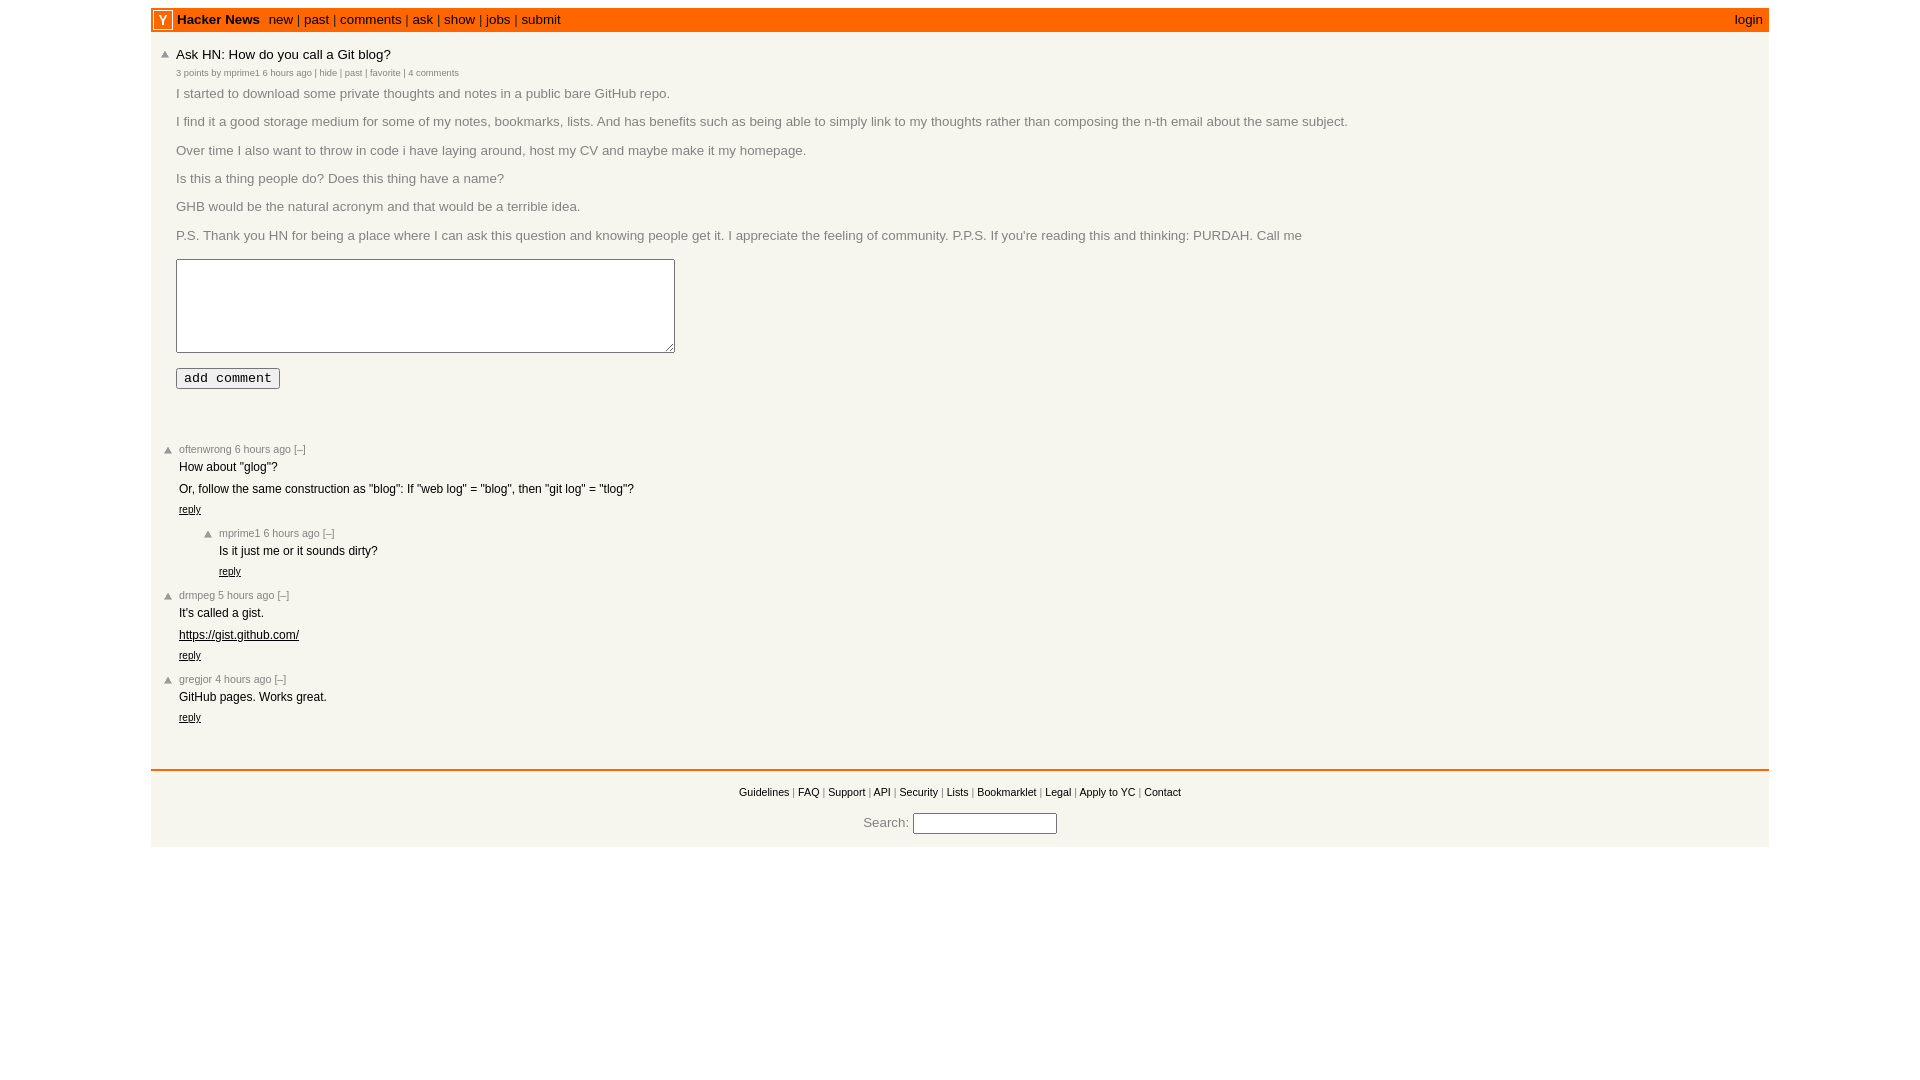 Y Hacker News new | past | comments | ask | show | jobs | submit login
Ask HN: How do you call a Git blog?
3 points by mprime1 6 hours ago | hide | past | favorite | 4 comments
I started to download some private thoughts and notes in a public bare GitHub repo.
I find it a good storage medium for some of my notes, bookmarks, lists. And has benefits such as being able to simply link to my thoughts rather than composing the n-th email about the same subject.
Over time I also want to throw in code i have laying around, host my CV and maybe make it my homepage.
Is this a thing people do? Does this thing have a name?
GHB would be the natural acronym and that would be a terrible idea.
P.S. Thank you HN for being a place where I can ask this question and knowing people get it. I appreciate the feeling of community. P.P.S. If you're reading this and thinking: PURDAH. Call me
add comment
oftenwrong 6 hours ago [–]
How about "glog"?
Or, follow the same construction as "blog": If "web log" = "blog", then "git log" = "tlog"?
reply
mprime1 6 hours ago [–]
Is it just me or it sounds dirty?
reply
drmpeg 5 hours ago [–]
It's called a gist.
https://gist.github.com/
reply
gregjor 4 hours ago [–]
GitHub pages. Works great.
reply
Guidelines | FAQ | Support | API | Security | Lists | Bookmarklet | Legal | Apply to YC | Contact
Search: